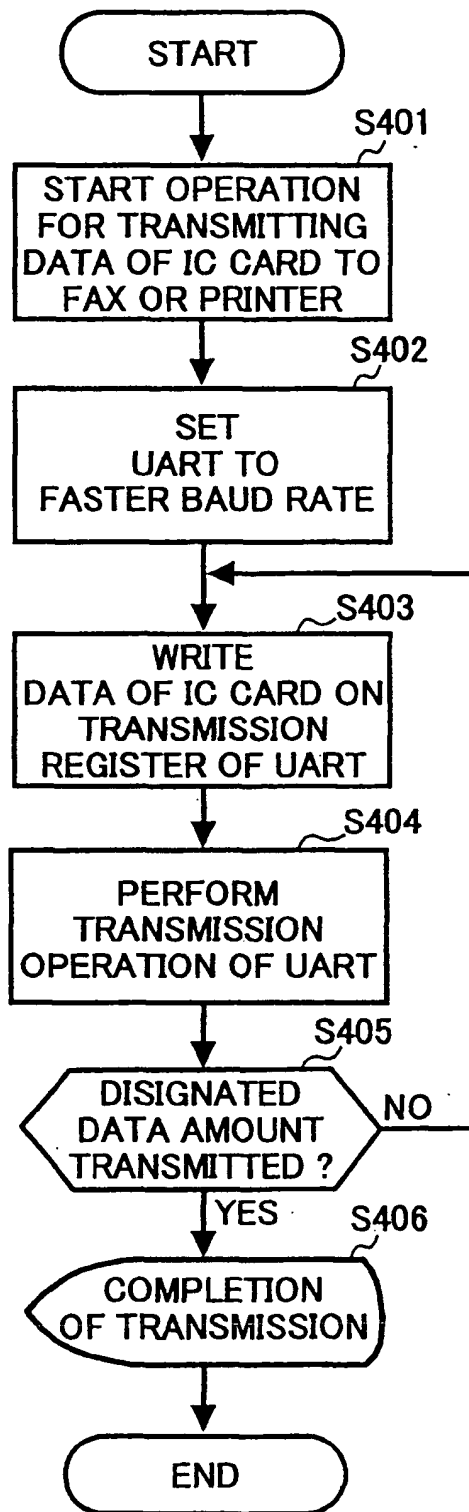 START
S401
START OPERATION
FOR TRANSMITTING
DATA OF IC CARD TO
FAX OR PRINTER
S402
SET
UART TO
FASTER BAUD RATE
S403
WRITE
DATA OF IC CARD ON
TRANSMISSION
REGISTER OF UART
S404
PERFORM
TRANSMISSION
OPERATION OF UART
S405
DISIGNATED
DATA AMOUNT
TRANSMITTED ?
NO
YES
S406
COMPLETION
OF TRANSMISSION
END